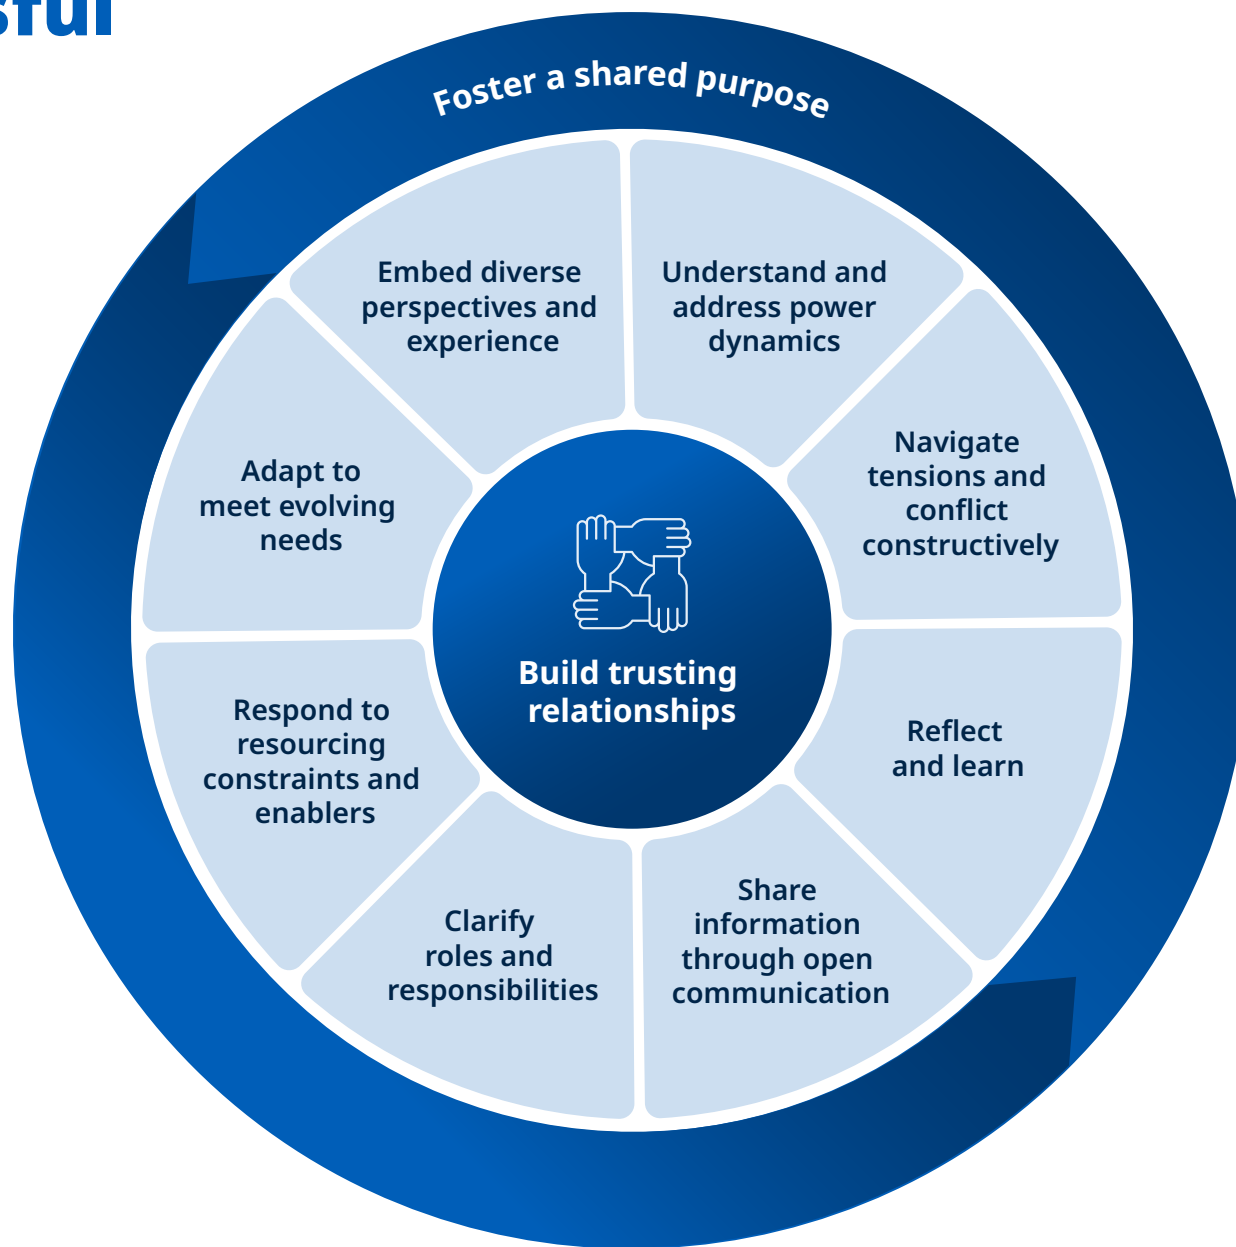 Foster a shared purpose
Embed diverse
perspectives and
experience
Understand and
address power
dynamics
Navigate
tensions and
conflict
constructively
Reflect
and learn
Share
information
through open
communication
Clarify
roles and
responsibilities
Respond to
resourcing
constraints and
enablers
Adapt to
meet evolving
needs
Build trusting
relationships